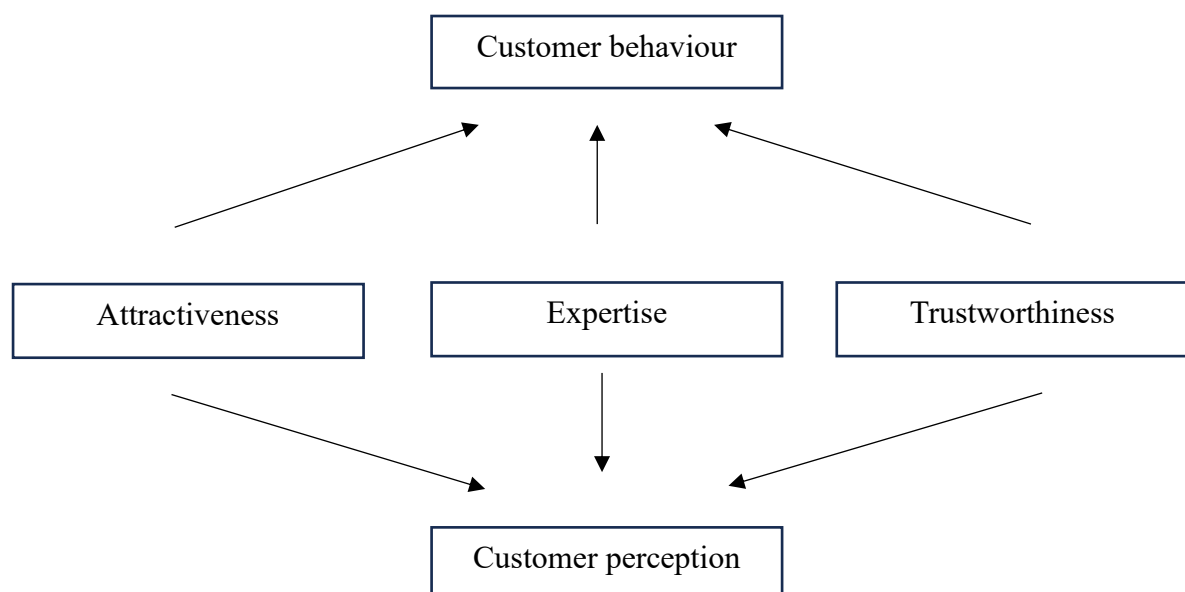 Customer behaviour
Attractiveness
Expertise
Trustworthiness
Customer perception